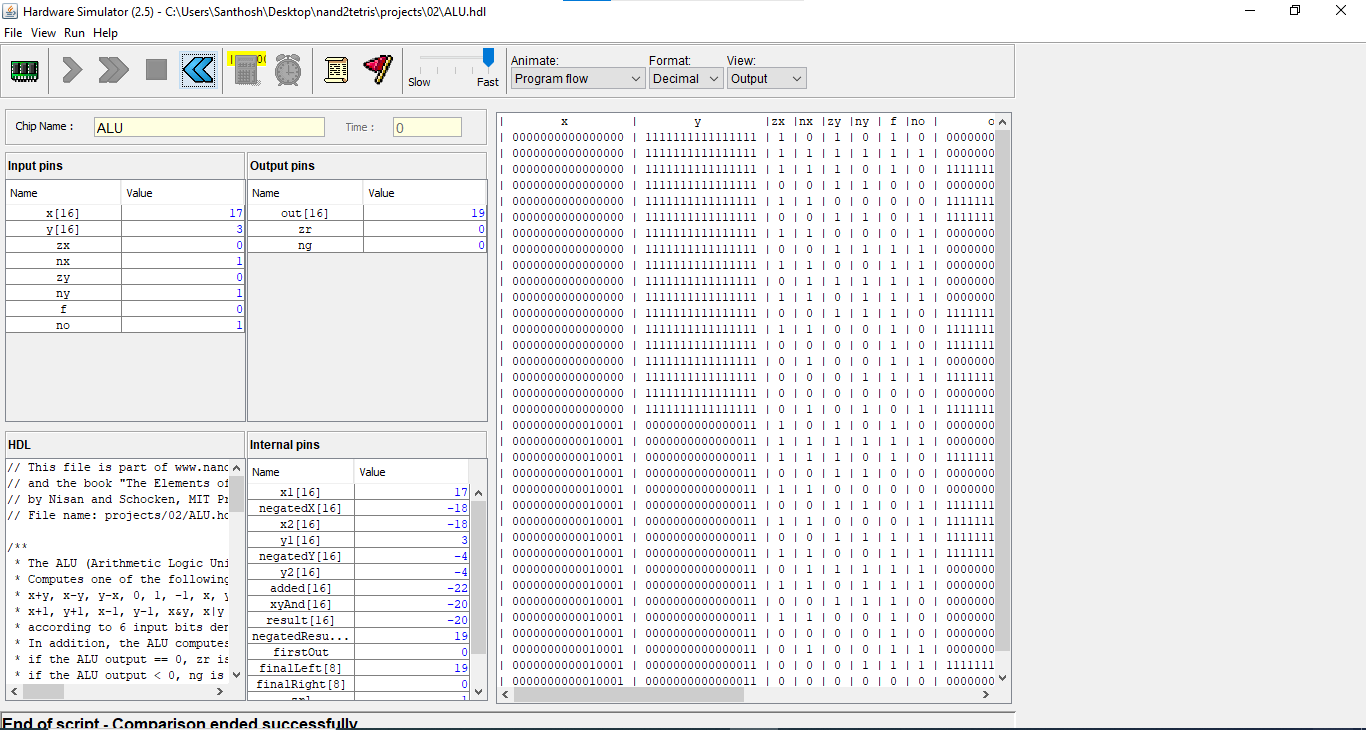 Hardware Simulator (2.5) - C:\Users\Santhosh\Desktop\nand2tetris\projects\02\ALU.hdl
File View Run Help
Slow Fast
Animate: Format: View:
Program flow Decimal Output
Chip Name : ALU Time : 0
Input pins
Name Value
x[16] 17
y[16] 3
zx 0
nx 1
zy 0
ny 1
f 0
no 1
Output pins
Name Value
out[16] 19
zr 0
ng 0
HDL
// This file is part of www.nand
// and the book "The Elements of
// by Nisan and Schocken, MIT Pr
// File name: projects/02/ALU.hd
/**
* The ALU (Arithmetic Logic Uni
* Computes one of the following
* x+y, x-y, y-x, 0, 1, -1, x, y
* x+1, y+1, x-1, y-1, x&y, x|y
* according to 6 input bits den
* In addition, the ALU computes
* if the ALU output == 0, zr is
* if the ALU output < 0, ng is
Internal pins
Name Value
x1[16] 17
negatedX[16] -18
x2[16] -18
y1[16] 3
negatedY[16] -4
y2[16] -4
added[16] -22
xyAnd[16] -20
result[16] -20
negatedResu... 19
firstOut 0
finalLeft[8] 19
finalRight[8] 0
zr1 1
| x | y |zx |nx |zy |ny | f |no | o
| 0000000000000000 | 1111111111111111 | 1 | 0 | 1 | 0 | 1 | 0 | 0000000
| 0000000000000000 | 1111111111111111 | 1 | 1 | 1 | 1 | 1 | 1 | 0000000
| 0000000000000000 | 1111111111111111 | 1 | 1 | 1 | 0 | 1 | 0 | 1111111
| 0000000000000000 | 1111111111111111 | 0 | 0 | 1 | 1 | 0 | 0 | 0000000
| 0000000000000000 | 1111111111111111 | 1 | 1 | 0 | 0 | 0 | 0 | 1111111
| 0000000000000000 | 1111111111111111 | 0 | 0 | 1 | 1 | 0 | 1 | 1111111
| 0000000000000000 | 1111111111111111 | 1 | 1 | 0 | 0 | 0 | 1 | 0000000
| 0000000000000000 | 1111111111111111 | 0 | 0 | 1 | 1 | 1 | 1 | 0000000
| 0000000000000000 | 1111111111111111 | 1 | 1 | 0 | 0 | 1 | 1 | 0000000
| 0000000000000000 | 1111111111111111 | 0 | 1 | 1 | 1 | 1 | 1 | 0000000
| 0000000000000000 | 1111111111111111 | 1 | 1 | 0 | 1 | 1 | 1 | 0000000
| 0000000000000000 | 1111111111111111 | 0 | 0 | 1 | 1 | 1 | 0 | 1111111
| 0000000000000000 | 1111111111111111 | 1 | 1 | 0 | 0 | 1 | 0 | 1111111
| 0000000000000000 | 1111111111111111 | 0 | 0 | 0 | 0 | 1 | 0 | 1111111
| 0000000000000000 | 1111111111111111 | 0 | 1 | 0 | 0 | 1 | 1 | 0000000
| 0000000000000000 | 1111111111111111 | 0 | 0 | 0 | 1 | 1 | 1 | 1111111
| 0000000000000000 | 1111111111111111 | 0 | 0 | 0 | 0 | 0 | 0 | 0000000
| 0000000000000000 | 1111111111111111 | 0 | 1 | 0 | 1 | 0 | 1 | 1111111
| 0000000000010001 | 0000000000000011 | 1 | 0 | 1 | 0 | 1 | 0 | 0000000
| 0000000000010001 | 0000000000000011 | 1 | 1 | 1 | 1 | 1 | 1 | 0000000
| 0000000000010001 | 0000000000000011 | 1 | 1 | 1 | 0 | 1 | 0 | 1111111
| 0000000000010001 | 0000000000000011 | 0 | 0 | 1 | 1 | 0 | 0 | 0000000
| 0000000000010001 | 0000000000000011 | 1 | 1 | 0 | 0 | 0 | 0 | 0000000
| 0000000000010001 | 0000000000000011 | 0 | 0 | 1 | 1 | 0 | 1 | 1111111
| 0000000000010001 | 0000000000000011 | 1 | 1 | 0 | 0 | 0 | 1 | 1111111
| 0000000000010001 | 0000000000000011 | 0 | 0 | 1 | 1 | 1 | 1 | 1111111
| 0000000000010001 | 0000000000000011 | 1 | 1 | 0 | 0 | 1 | 1 | 1111111
| 0000000000010001 | 0000000000000011 | 0 | 1 | 1 | 1 | 1 | 1 | 0000000
| 0000000000010001 | 0000000000000011 | 1 | 1 | 0 | 1 | 1 | 1 | 0000000
| 0000000000010001 | 0000000000000011 | 0 | 0 | 1 | 1 | 1 | 0 | 0000000
| 0000000000010001 | 0000000000000011 | 1 | 1 | 0 | 0 | 1 | 0 | 0000000
| 0000000000010001 | 0000000000000011 | 0 | 0 | 0 | 0 | 1 | 0 | 0000000
| 0000000000010001 | 0000000000000011 | 0 | 1 | 0 | 0 | 1 | 1 | 0000000
| 0000000000010001 | 0000000000000011 | 0 | 0 | 0 | 1 | 1 | 1 | 1111111
| 0000000000010001 | 0000000000000011 | 0 | 0 | 0 | 0 | 0 | 0 | 0000000
End of script - Comparison ended successfully